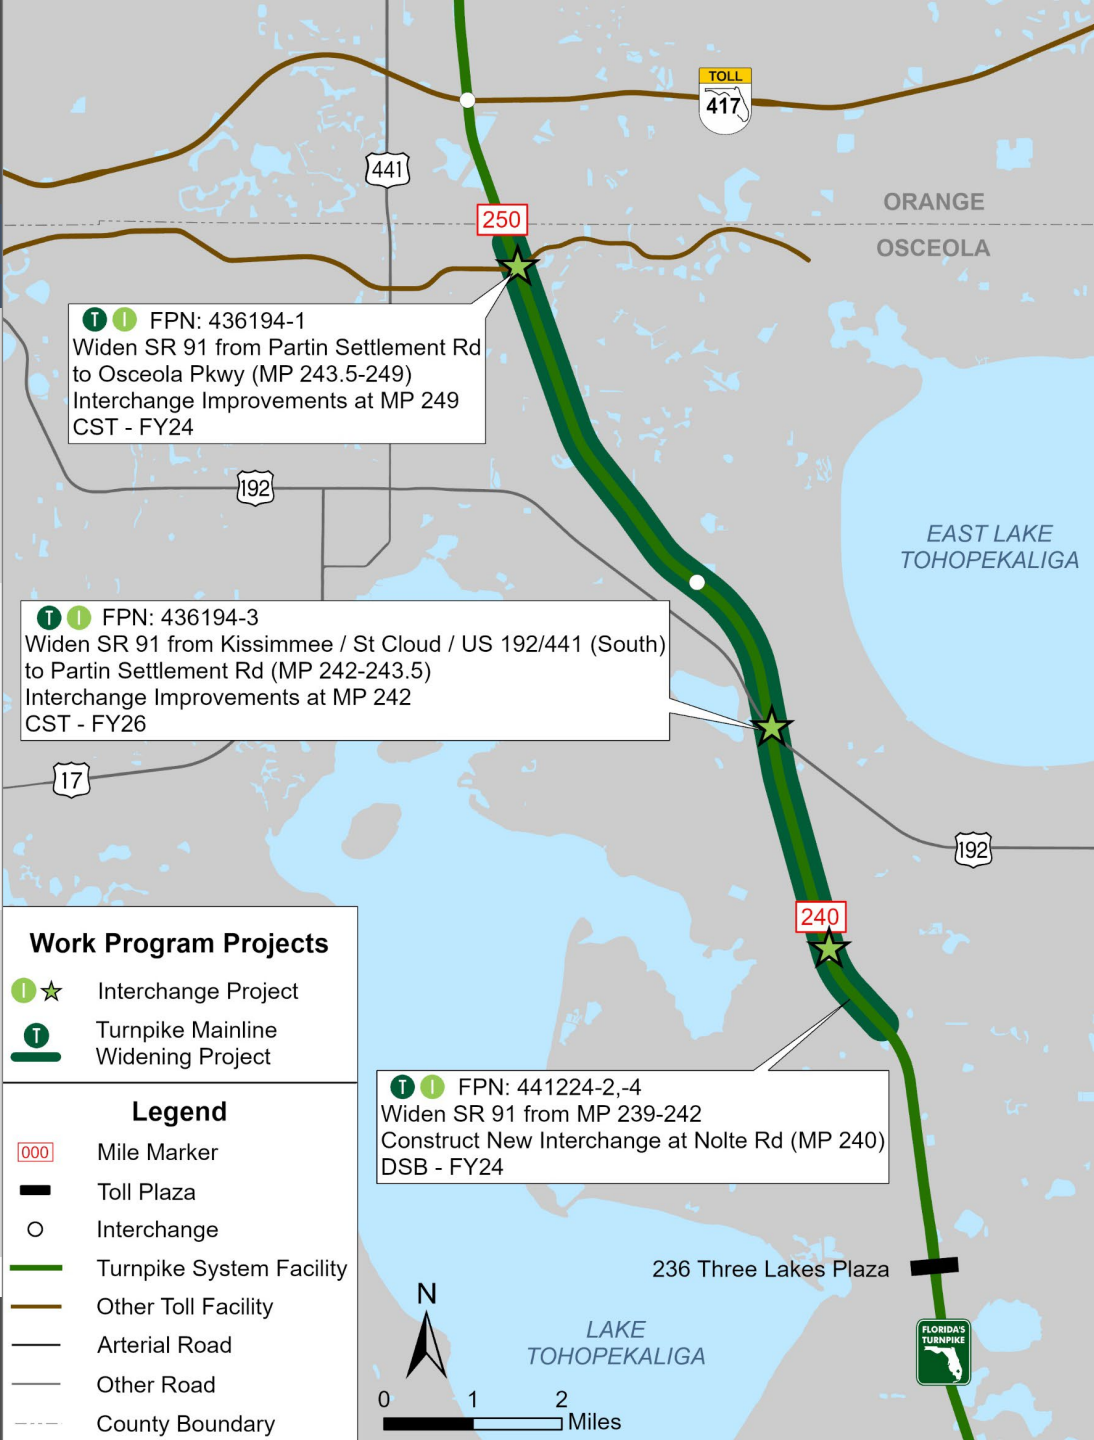 TOLL
417
441
ORANGE
250
OSCEOLA
T I FPN: 436194-1
Widen SR 91 from Partin Settlement Rd
to Osceola Pkwy (MP 243.5-249)
Interchange Improvements at MP 249
CST - FY24
192
EAST LAKE
TOHOPEKALIGA
T I FPN: 436194-3
Widen SR 91 from Kissimmee / St Cloud / US 192/441 (South)
to Partin Settlement Rd (MP 242-243.5)
Interchange Improvements at MP 242
CST - FY26
17
192
240
Work Program Projects
I Interchange Project
T Turnpike Mainline
Widening Project
T I FPN: 441224-2,-4
Widen SR 91 from MP 239-242
Construct New Interchange at Nolte Rd (MP 240)
DSB - FY24
Legend
000 Mile Marker
Toll Plaza
Interchange
Turnpike System Facility
Other Toll Facility
Arterial Road
Other Road
County Boundary
236 Three Lakes Plaza
FLORIDA'S
TURNPIKE
LAKE
TOHOPEKALIGA
N
0 1 2
Miles